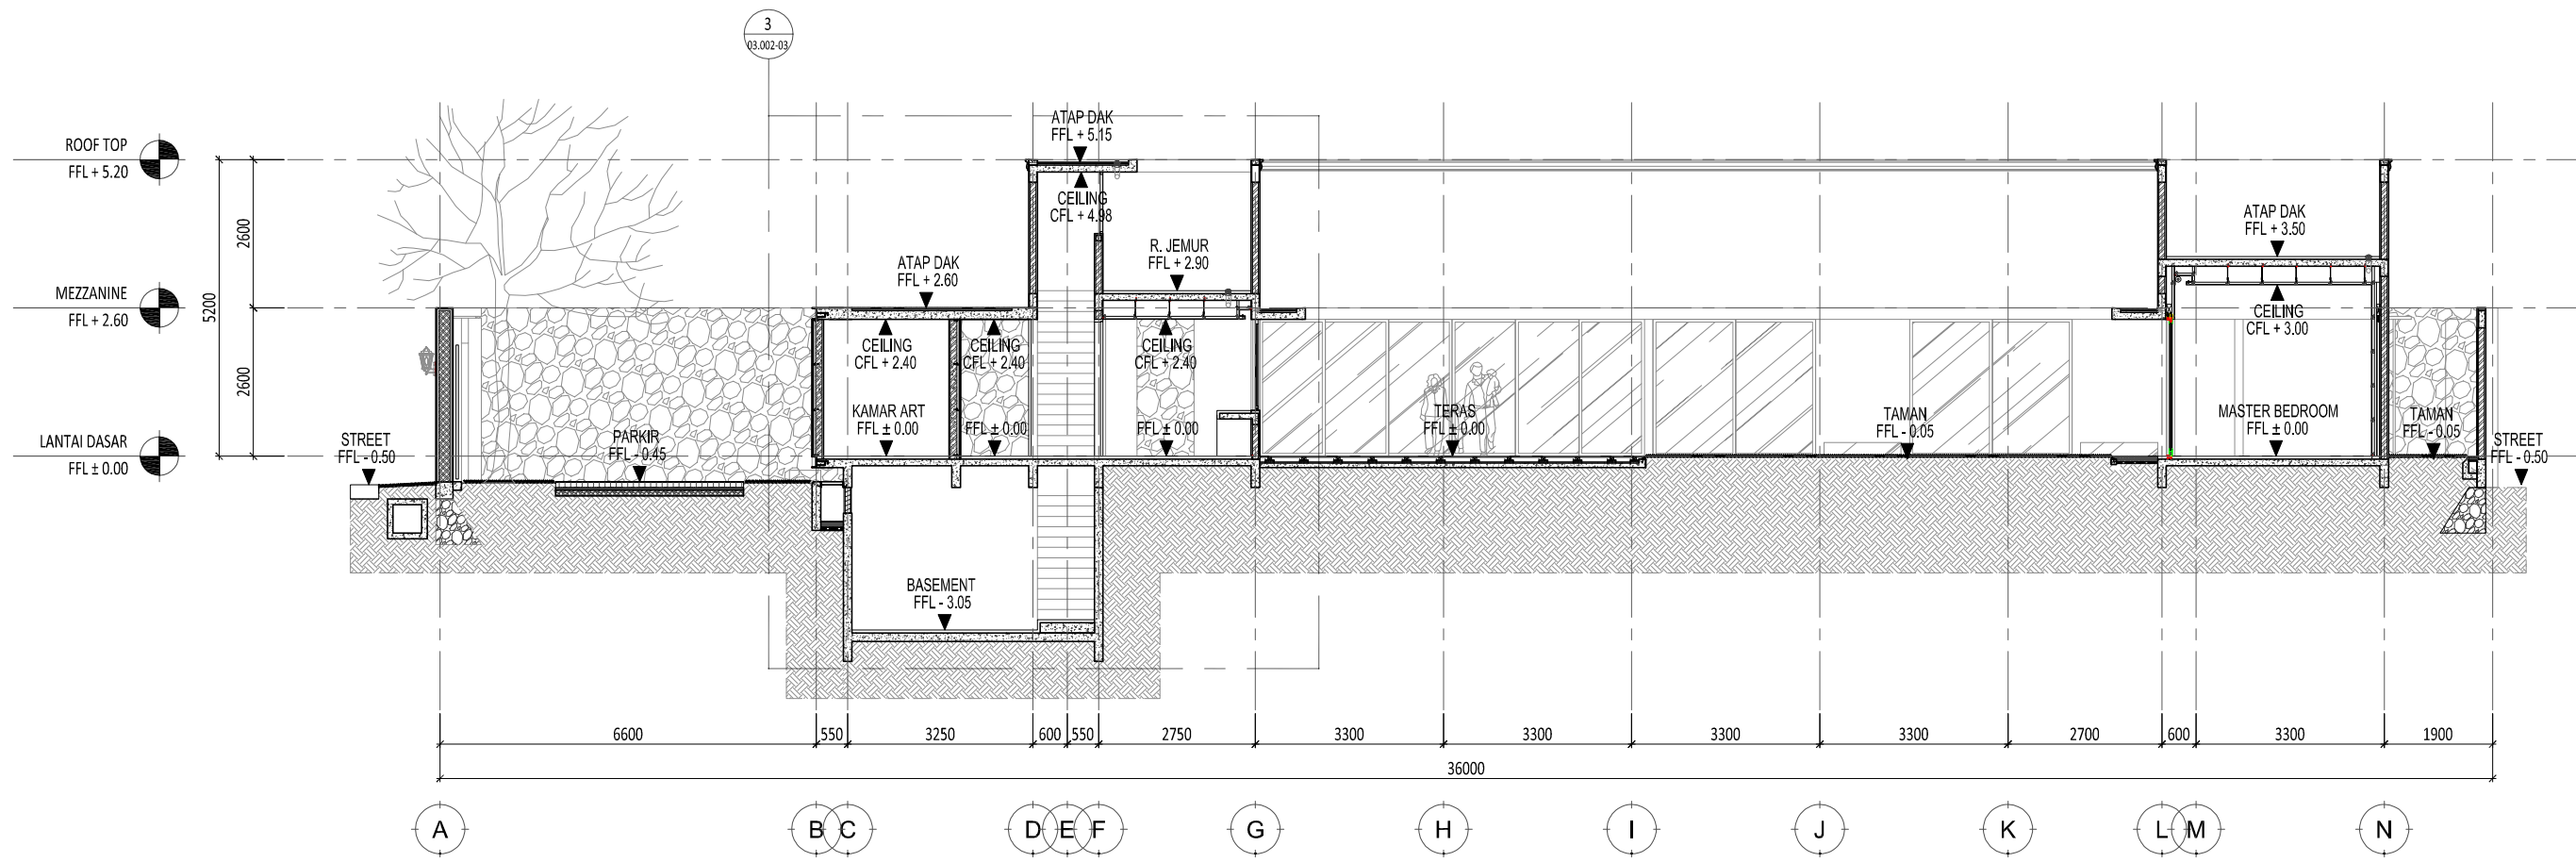 3
03.002-03
ATAP DAK
FFL + 5.15
ROOF TOP
FFL + 5.20
CEILING
CFL + 4.98
ATAP DAK
FFL + 3.50
R. JEMUR
FFL + 2.90
ATAP DAK
FFL + 2.60
MEZZANINE
FFL + 2.60
2600
5200
2600
CEILING
CFL + 3.00
CEILING
CFL + 2.40
CEILING
CFL + 2.40
CEILING
CFL + 2.40
LANTAI DASAR
FFL ± 0.00
STREET
FFL - 0.50
PARKIR
FFL - 0.45
KAMAR ART
FFL ± 0.00
FFL ± 0.00
FFL ± 0.00
TERAS
FFL ± 0.00
TAMAN
FFL - 0.05
MASTER BEDROOM
FFL ± 0.00
TAMAN
FFL - 0.05
STREET
FFL - 0.50
BASEMENT
FFL - 3.05
6600 550 3250 600 550 2750 3300 3300 3300 3300 2700 600 3300 1900
36000
A B C D E F G H I J K L M N